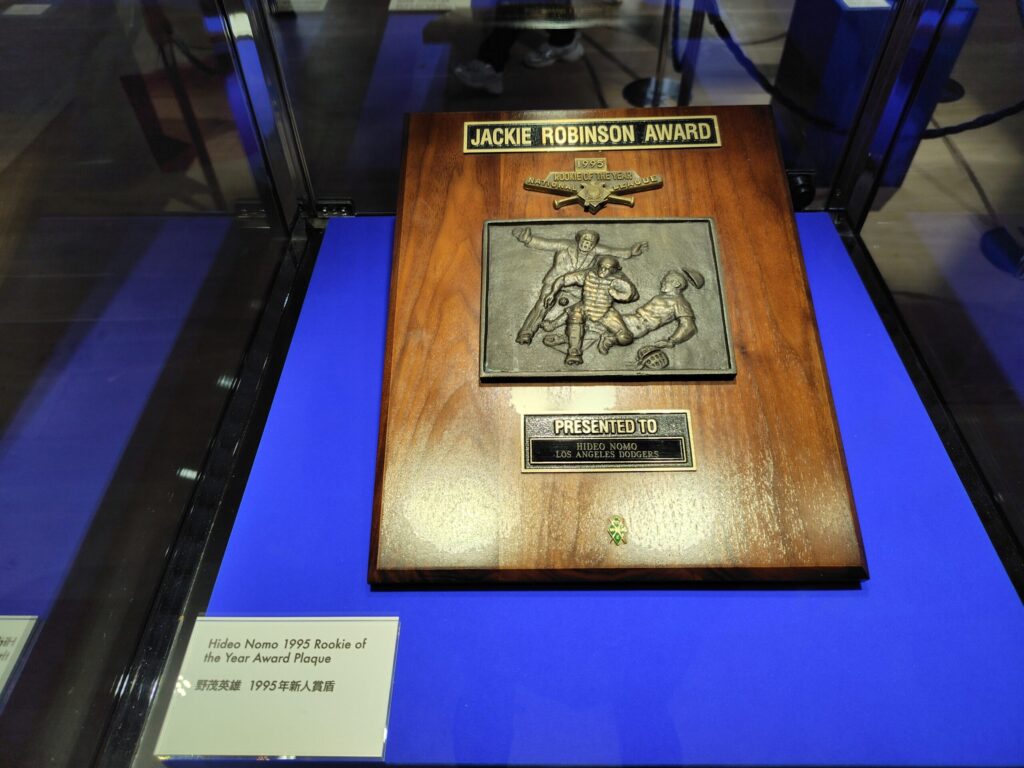 JACKIE ROBINSON AWARD
1995
ROOKIE OF THE YEAR
NATIONAL LEAGUE
PRESENTED TO
HIDEO NOMO
LOS ANGELES DODGERS
Hideo Nomo 1995 Rookie of
the Year Award Plaque
野茂英雄 1995年新人賞盾